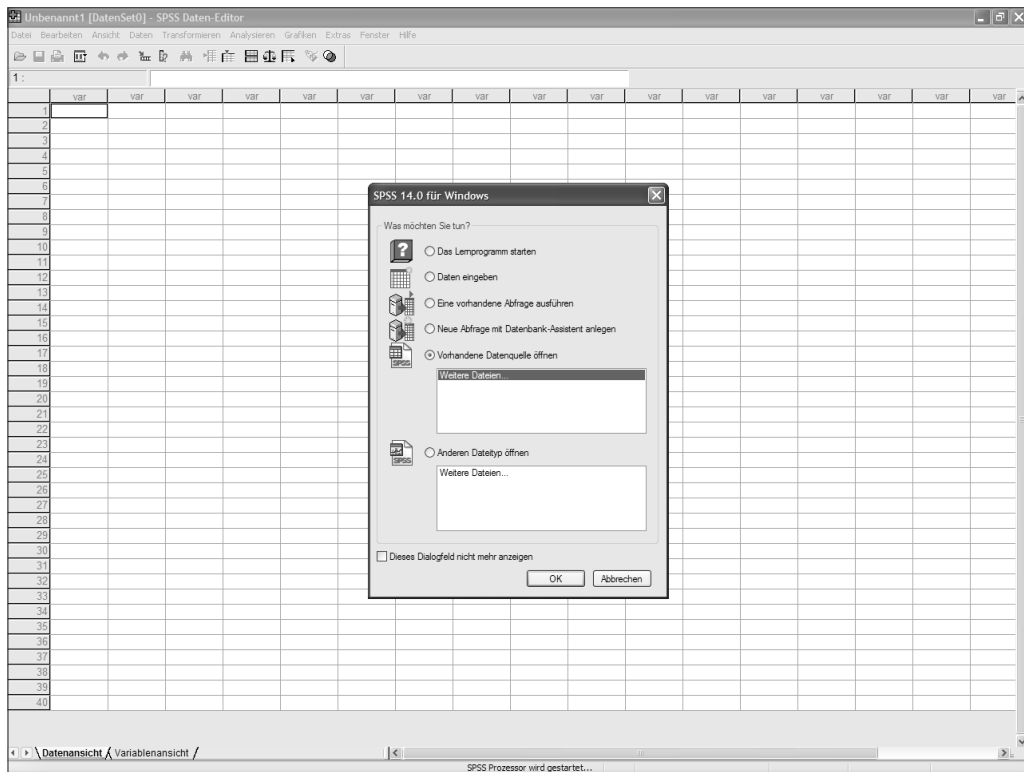 Unbenannt1 [DatenSet0] - SPSS Daten-Editor
Datei Bearbeiten Ansicht Daten Transformieren Analysieren Grafiken Extras Fenster Hilfe
1 :
var var var var var var var var var var var var var var var var var
1
2
3
4
5
6
7
8
9
10
11
12
13
14
15
16
17
18
19
20
21
22
23
24
25
26
27
28
29
30
31
32
33
34
35
36
37
38
39
40
SPSS 14.0 für Windows
Was möchten Sie tun?
Das Lernprogramm starten
Daten eingeben
Eine vorhandene Abfrage ausführen
Neue Abfrage mit Datenbank-Assistent anlegen
SPSS
Vorhandene Datenquelle öffnen
Weitere Dateien...
SPSS
Anderen Dateityp öffnen
Weitere Dateien...
Dieses Dialogfeld nicht mehr anzeigen
OK Abbrechen
Datenansicht Variablenansicht
SPSS Prozessor wird gestartet...